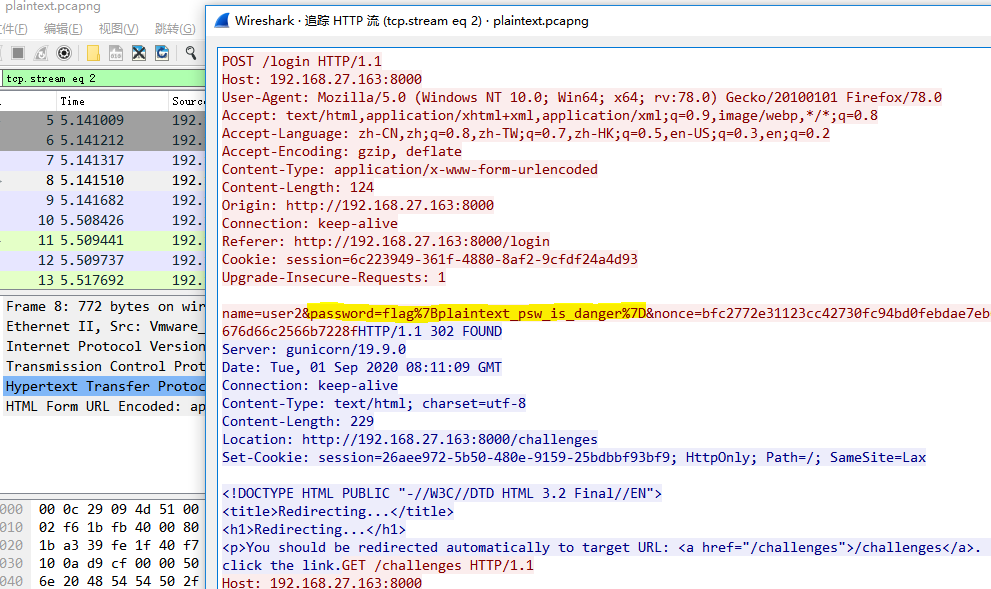 plaintext.pcapng
Wireshark · 追踪 HTTP 流 (tcp.stream eq 2) · plaintext.pcapng
件(F) 编辑(E) 视图(V) 跳转(G)
tcp.stream eq 2
Time Source
5 5.141009 192.
6 5.141212 192.
7 5.141317 192.
8 5.141510 192.
9 5.141682 192.
10 5.508426 192.
11 5.509441 192.
12 5.509737 192.
13 5.517692 192.
Frame 8: 772 bytes on wir
Ethernet II, Src: Vmware_
Internet Protocol Version
Transmission Control Prot
Hypertext Transfer Protoc
HTML Form URL Encoded: ap
000 00 0c 29 09 4d 51 00
010 02 f6 1b fb 40 00 80
020 1b a3 39 fe 1f 40 f7
030 10 0a d9 cf 00 00 50
040 6e 20 48 54 54 50 2f
POST /login HTTP/1.1
Host: 192.168.27.163:8000
User-Agent: Mozilla/5.0 (Windows NT 10.0; Win64; x64; rv:78.0) Gecko/20100101 Firefox/78.0
Accept: text/html,application/xhtml+xml,application/xml;q=0.9,image/webp,*/*;q=0.8
Accept-Language: zh-CN,zh;q=0.8,zh-TW;q=0.7,zh-HK;q=0.5,en-US;q=0.3,en;q=0.2
Accept-Encoding: gzip, deflate
Content-Type: application/x-www-form-urlencoded
Content-Length: 124
Origin: http://192.168.27.163:8000
Connection: keep-alive
Referer: http://192.168.27.163:8000/login
Cookie: session=6c223949-361f-4880-8af2-9cfdf24a4d93
Upgrade-Insecure-Requests: 1
name=user2&password=flag%7Bplaintext_psw_is_danger%7D&nonce=bfc2772e31123cc42730fc94bd0febdae7eb
676d66c2566b7228fHTTP/1.1 302 FOUND
Server: gunicorn/19.9.0
Date: Tue, 01 Sep 2020 08:11:09 GMT
Connection: keep-alive
Content-Type: text/html; charset=utf-8
Content-Length: 229
Location: http://192.168.27.163:8000/challenges
Set-Cookie: session=26aee972-5b50-480e-9159-25bdbbf93bf9; HttpOnly; Path=/; SameSite=Lax
<!DOCTYPE HTML PUBLIC "-//W3C//DTD HTML 3.2 Final//EN">
<title>Redirecting...</title>
<h1>Redirecting...</h1>
<p>You should be redirected automatically to target URL: <a href="/challenges">/challenges</a>.
click the link.GET /challenges HTTP/1.1
Host: 192.168.27.163:8000